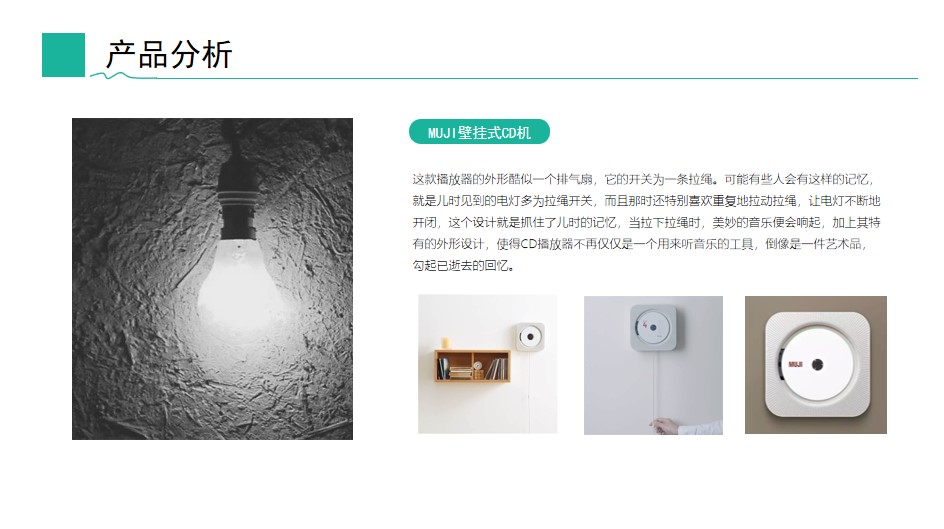 产品分析
MUJI壁挂式CD机
这款播放器的外形酷似一个排气扇，它的开关为一条拉绳。可能有些人会有这样的记忆，
就是儿时见到的电灯多为拉绳开关，而且那时还特别喜欢重复地拉动拉绳，让电灯不断地
开闭，这个设计就是抓住了儿时的记忆，当拉下拉绳时，美妙的音乐便会响起，加上其特
有的外形设计，使得CD播放器不再仅仅是一个用来听音乐的工具，倒像是一件艺术品，
勾起已逝去的回忆。
MUJI